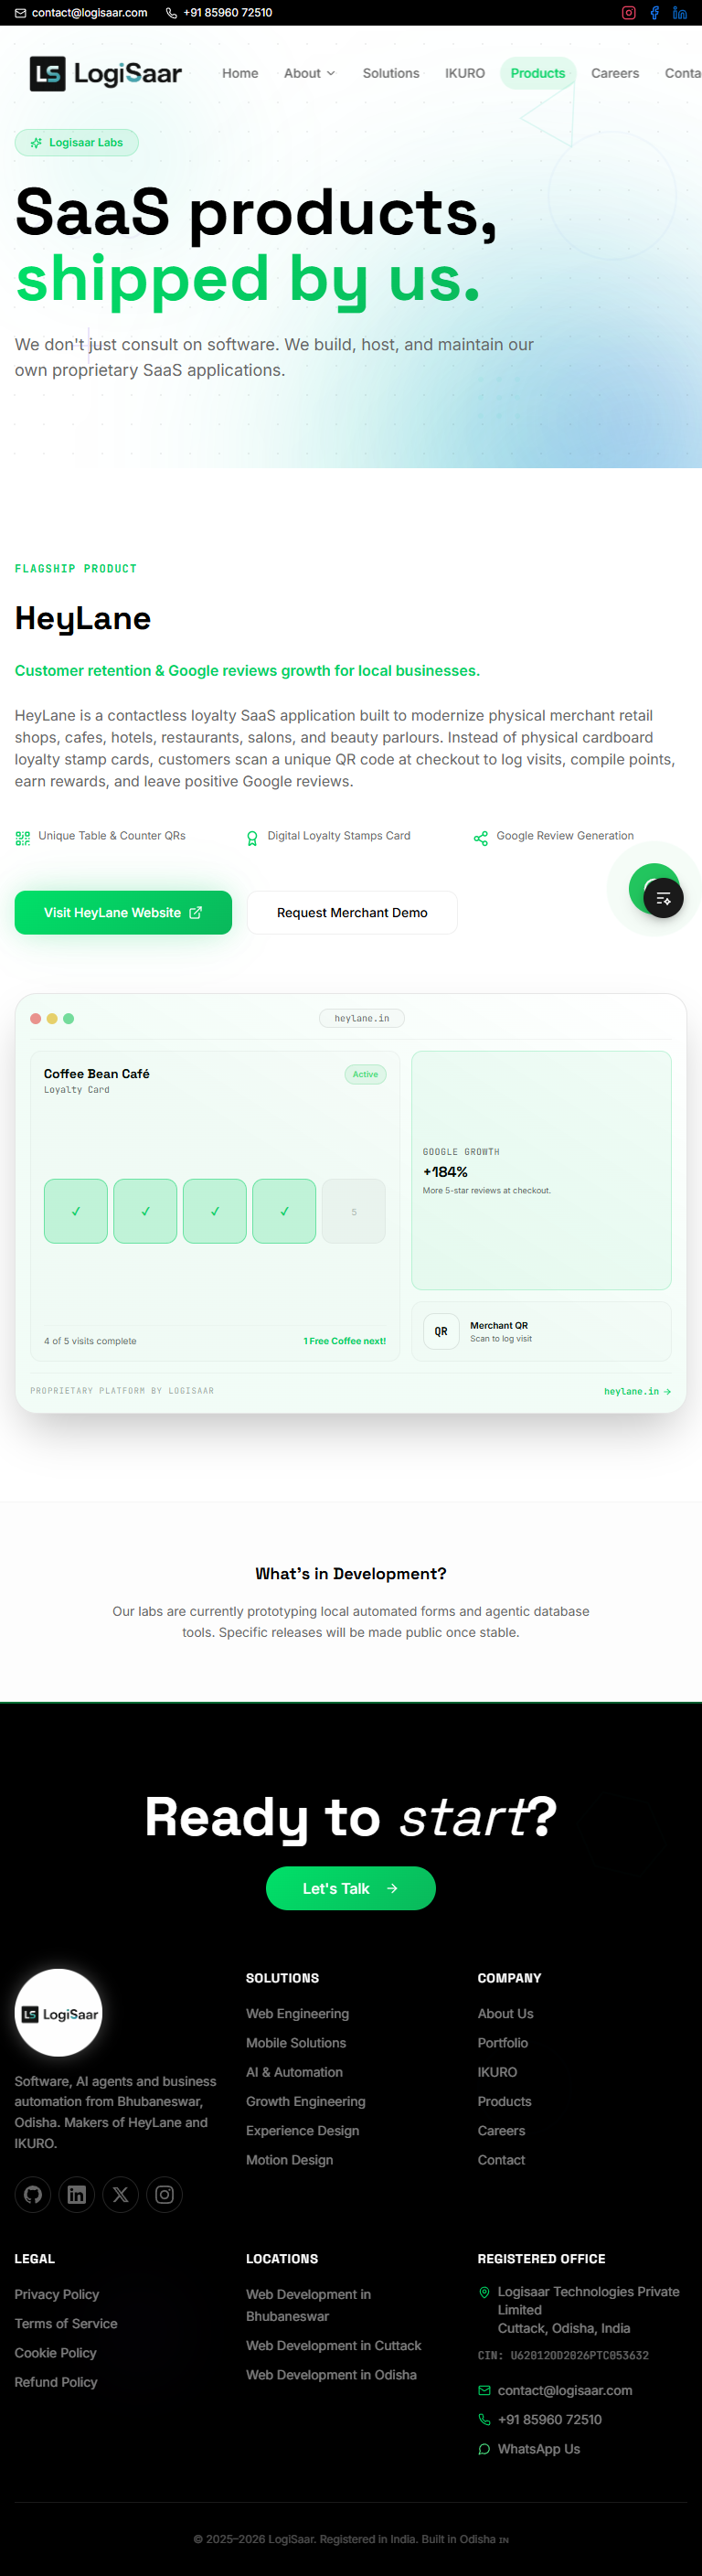 contact@logisaar.com +91 85960 72510
LS LogiSaar Home About Solutions IKURO Products Careers Conta
Logisaar Labs
SaaS products,
shipped by us.
We don't just consult on software. We build, host, and maintain our
own proprietary SaaS applications.
FLAGSHIP PRODUCT
HeyLane
Customer retention & Google reviews growth for local businesses.
HeyLane is a contactless loyalty SaaS application built to modernize physical merchant retail
shops, cafes, hotels, restaurants, salons, and beauty parlours. Instead of physical cardboard
loyalty stamp cards, customers scan a unique QR code at checkout to log visits, compile points,
earn rewards, and leave positive Google reviews.
Unique Table & Counter QRs Digital Loyalty Stamps Card Google Review Generation
Visit HeyLane Website Request Merchant Demo
heylane.in
Coffee Bean Café Active
Loyalty Card
✓ ✓ ✓ ✓ 5
4 of 5 visits complete 1 Free Coffee next!
GOOGLE GROWTH
+184%
More 5-star reviews at checkout.
QR Merchant QR
Scan to log visit
PROPRIETARY PLATFORM BY LOGISAAR heylane.in →
What's in Development?
Our labs are currently prototyping local automated forms and agentic database
tools. Specific releases will be made public once stable.
Ready to start?
Let's Talk →
LS LogiSaar
Software, AI agents and business
automation from Bhubaneswar,
Odisha. Makers of HeyLane and
IKURO.
SOLUTIONS
Web Engineering
Mobile Solutions
AI & Automation
Growth Engineering
Experience Design
Motion Design
COMPANY
About Us
Portfolio
IKURO
Products
Careers
Contact
LEGAL
Privacy Policy
Terms of Service
Cookie Policy
Refund Policy
LOCATIONS
Web Development in
Bhubaneswar
Web Development in Cuttack
Web Development in Odisha
REGISTERED OFFICE
Logisaar Technologies Private
Limited
Cuttack, Odisha, India
CIN: U62012OD2026PTC053632
contact@logisaar.com
+91 85960 72510
WhatsApp Us
© 2025–2026 LogiSaar. Registered in India. Built in Odisha IN